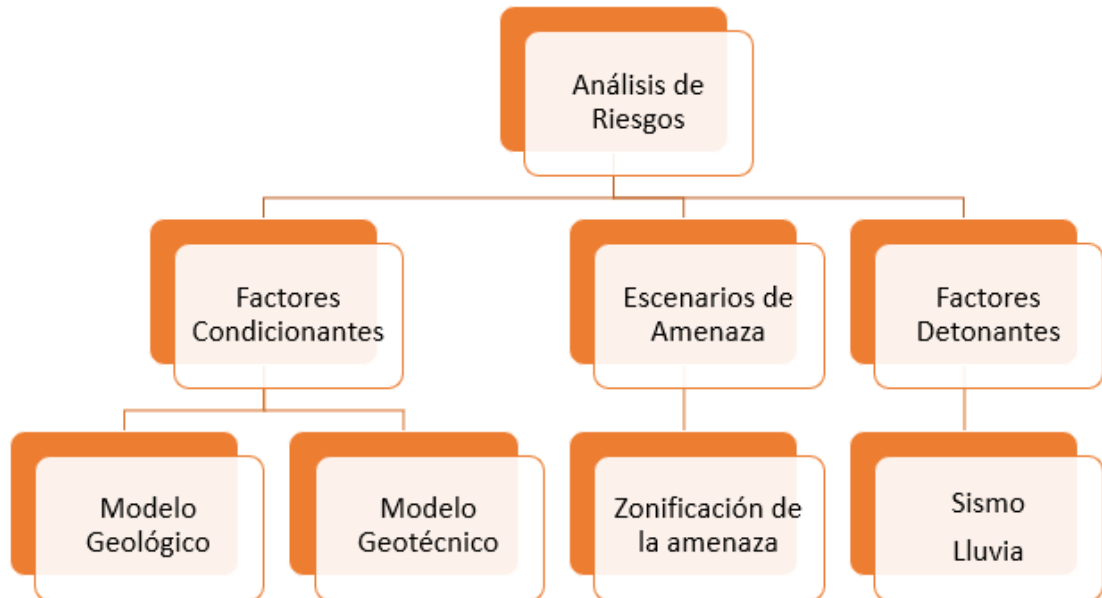 Análisis de
Riesgos
Factores
Condicionantes
Escenarios de
Amenaza
Factores
Detonantes
Modelo
Geológico
Modelo
Geotécnico
Zonificación de
la amenaza
Sismo
Lluvia